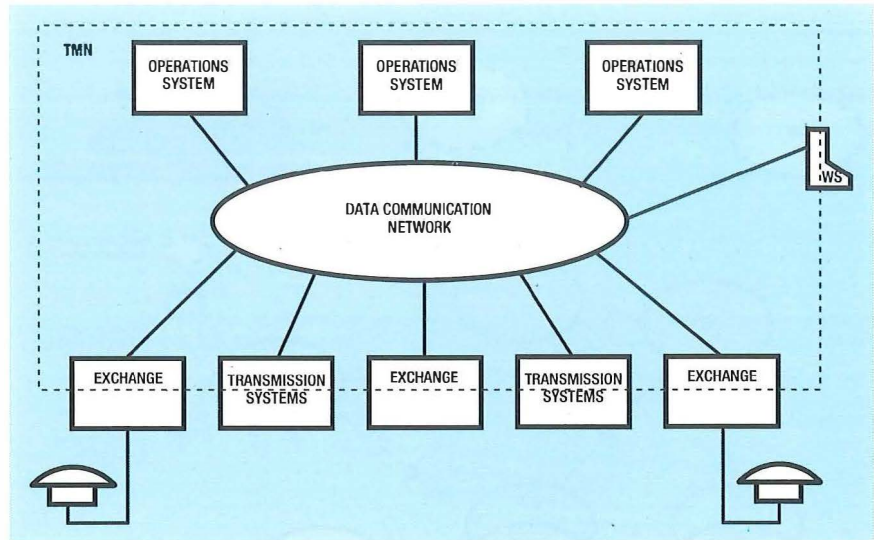 TMN
OPERATIONS
SYSTEM
OPERATIONS
SYSTEM
OPERATIONS
SYSTEM
WS
DATA COMMUNICATION
NETWORK
EXCHANGE
TRANSMISSION
SYSTEMS
EXCHANGE
TRANSMISSION
SYSTEMS
EXCHANGE